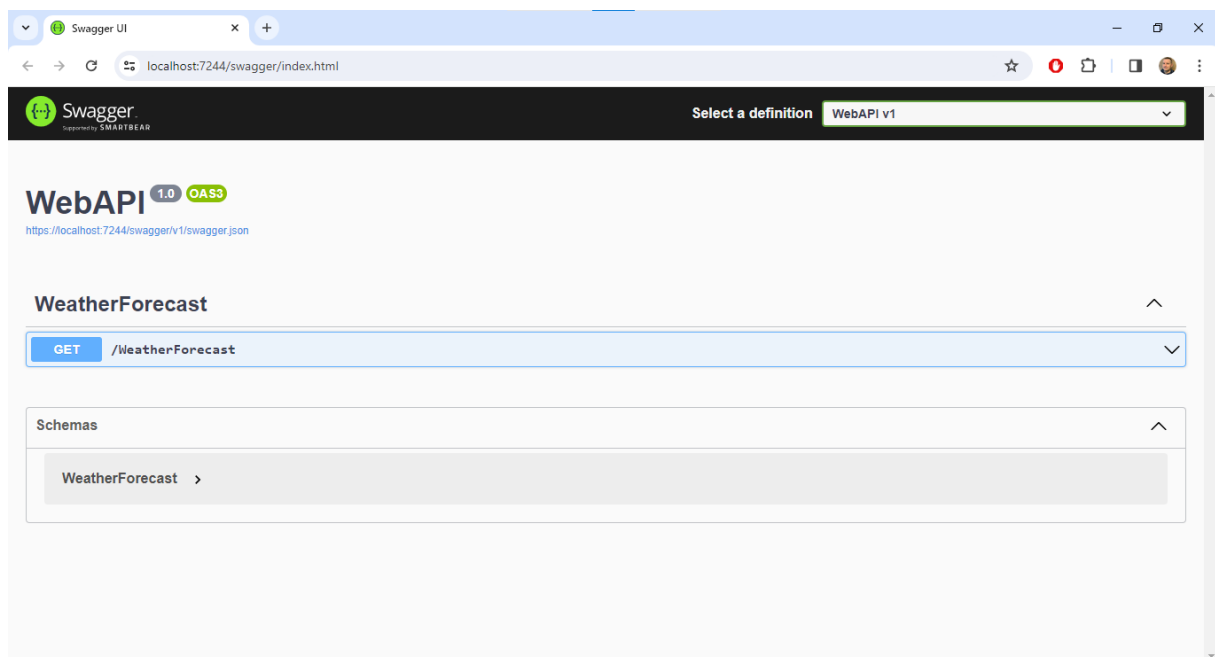 Swagger UI
localhost:7244/swagger/index.html
{··} Swagger.
Supported by SMARTBEAR
Select a definition
WebAPI v1
WebAPI 1.0 OAS3
https://localhost:7244/swagger/v1/swagger.json
WeatherForecast
GET /WeatherForecast
Schemas
WeatherForecast